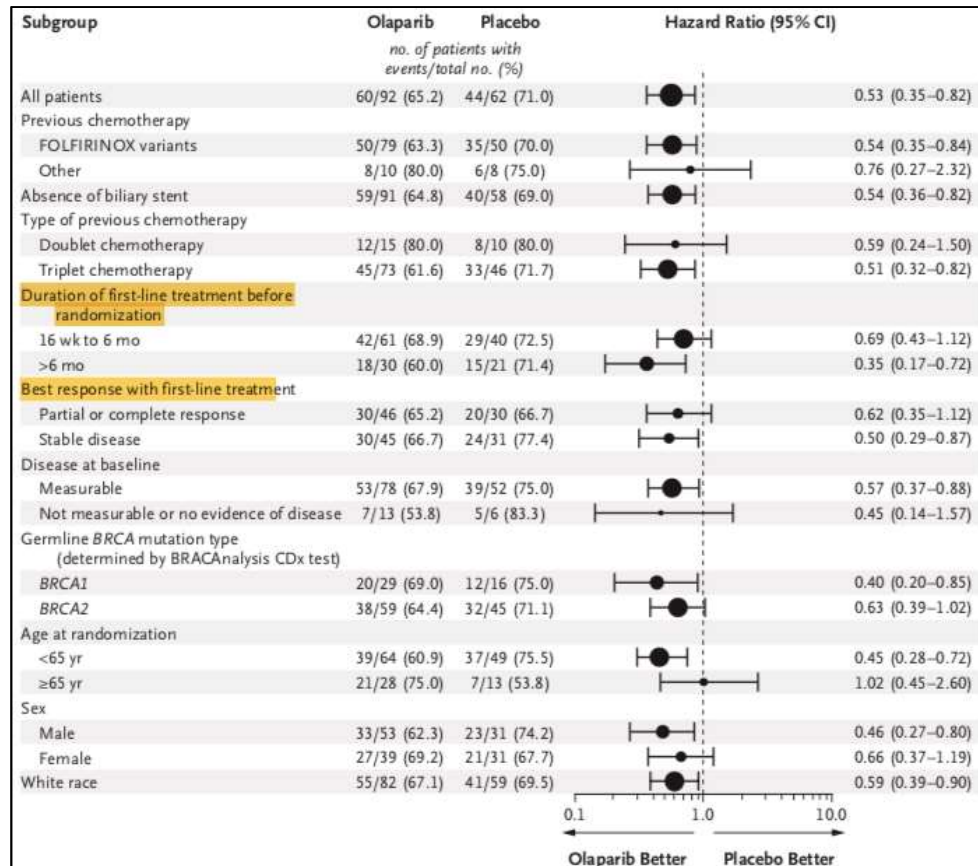 Subgroup Olaparib Placebo Hazard Ratio (95% CI)
no. of patients with
events/total no. (%)
All patients 60/92 (65.2) 44/62 (71.0) 0.53 (0.35–0.82)
Previous chemotherapy
FOLFIRINOX variants 50/79 (63.3) 35/50 (70.0) 0.54 (0.35–0.84)
Other 8/10 (80.0) 6/8 (75.0) 0.76 (0.27–2.32)
Absence of biliary stent 59/91 (64.8) 40/58 (69.0) 0.54 (0.36–0.82)
Type of previous chemotherapy
Doublet chemotherapy 12/15 (80.0) 8/10 (80.0) 0.59 (0.24–1.50)
Triplet chemotherapy 45/73 (61.6) 33/46 (71.7) 0.51 (0.32–0.82)
Duration of first-line treatment before
randomization
16 wk to 6 mo 42/61 (68.9) 29/40 (72.5) 0.69 (0.43–1.12)
>6 mo 18/30 (60.0) 15/21 (71.4) 0.35 (0.17–0.72)
Best response with first-line treatment
Partial or complete response 30/46 (65.2) 20/30 (66.7) 0.62 (0.35–1.12)
Stable disease 30/45 (66.7) 24/31 (77.4) 0.50 (0.29–0.87)
Disease at baseline
Measurable 53/78 (67.9) 39/52 (75.0) 0.57 (0.37–0.88)
Not measurable or no evidence of disease 7/13 (53.8) 5/6 (83.3) 0.45 (0.14–1.57)
Germline BRCA mutation type
(determined by BRACAnalysis CDx test)
BRCA1 20/29 (69.0) 12/16 (75.0) 0.40 (0.20–0.85)
BRCA2 38/59 (64.4) 32/45 (71.1) 0.63 (0.39–1.02)
Age at randomization
<65 yr 39/64 (60.9) 37/49 (75.5) 0.45 (0.28–0.72)
≥65 yr 21/28 (75.0) 7/13 (53.8) 1.02 (0.45–2.60)
Sex
Male 33/53 (62.3) 23/31 (74.2) 0.46 (0.27–0.80)
Female 27/39 (69.2) 21/31 (67.7) 0.66 (0.37–1.19)
White race 55/82 (67.1) 41/59 (69.5) 0.59 (0.39–0.90)
0.1 1.0 10.0
Olaparib Better Placebo Better